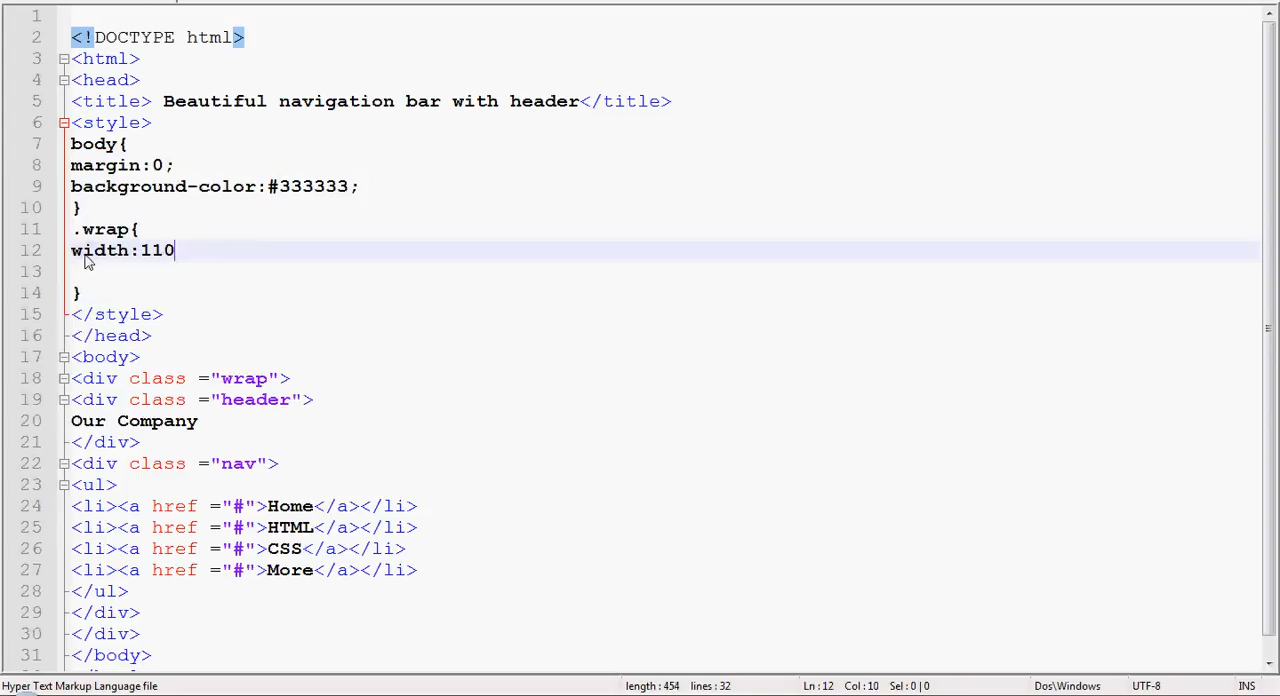 1
2 <!DOCTYPE html>
3 <html>
4 <head>
5 <title> Beautiful navigation bar with header</title>
6 <style>
7 body{
8 margin:0;
9 background-color:#333333;
10 }
11 .wrap{
12 width:110
13
14 }
15 </style>
16 </head>
17 <body>
18 <div class ="wrap">
19 <div class ="header">
20 Our Company
21 </div>
22 <div class ="nav">
23 <ul>
24 <li><a href ="#">Home</a></li>
25 <li><a href ="#">HTML</a></li>
26 <li><a href ="#">CSS</a></li>
27 <li><a href ="#">More</a></li>
28 </ul>
29 </div>
30 </div>
31 </body>
Hyper Text Markup Language file length : 454 lines : 32 Ln : 12 Col : 10 Sel : 0 | 0 Dos\Windows UTF-8 INS